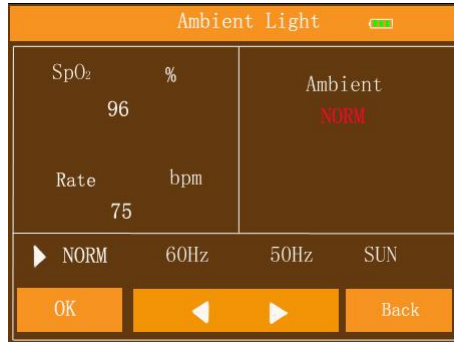 Ambient Light
SpO₂ %
96
Ambient
NORM
Rate bpm
75
NORM 60Hz 50Hz SUN
OK Back